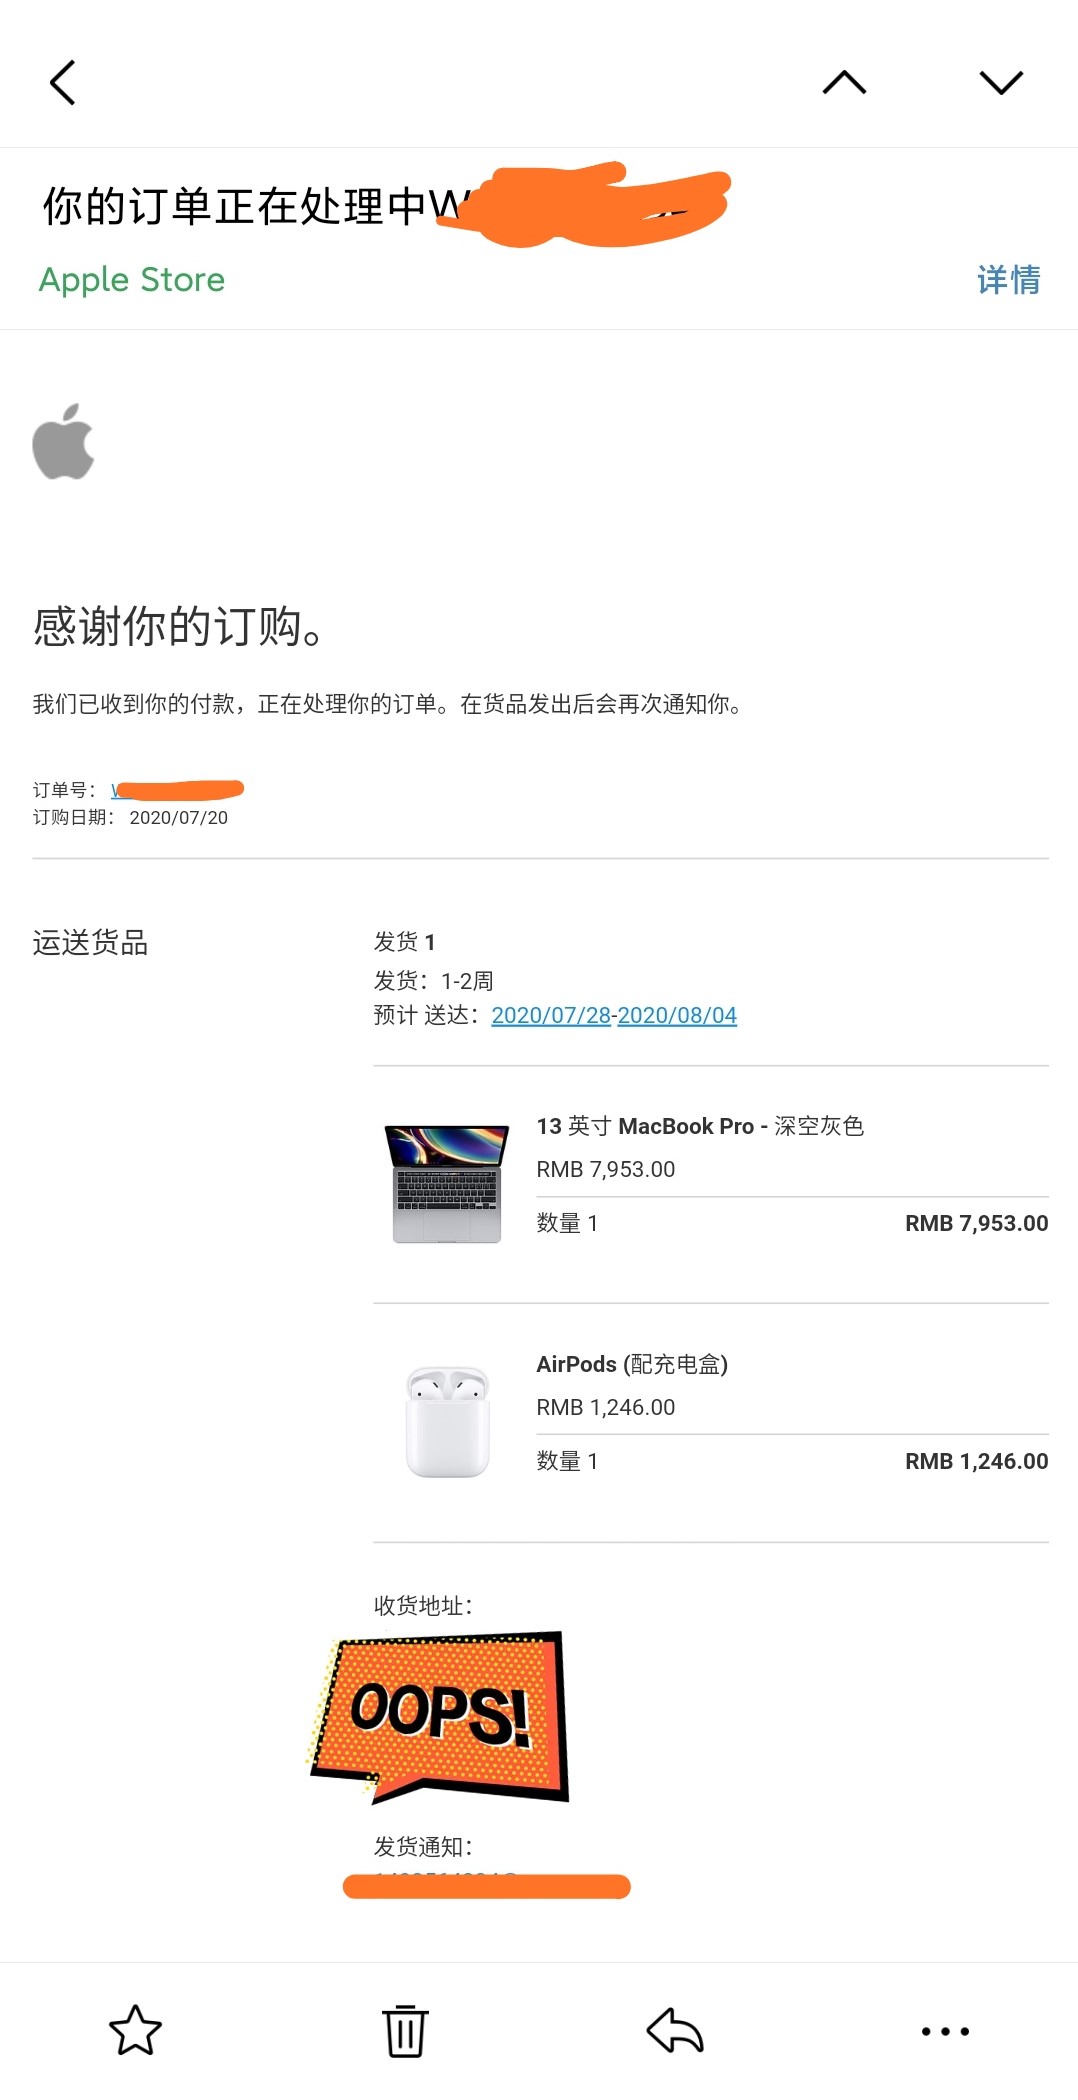 你的订单正在处理中W
Apple Store
详情
感谢你的订购。
我们已收到你的付款，正在处理你的订单。在货品发出后会再次通知你。
订单号：
订购日期： 2020/07/20
运送货品
发货 1
发货：1-2周
预计 送达：2020/07/28-2020/08/04
13 英寸 MacBook Pro - 深空灰色
RMB 7,953.00
数量 1
RMB 7,953.00
AirPods (配充电盒)
RMB 1,246.00
数量 1
RMB 1,246.00
收货地址：
OOPS!
发货通知：